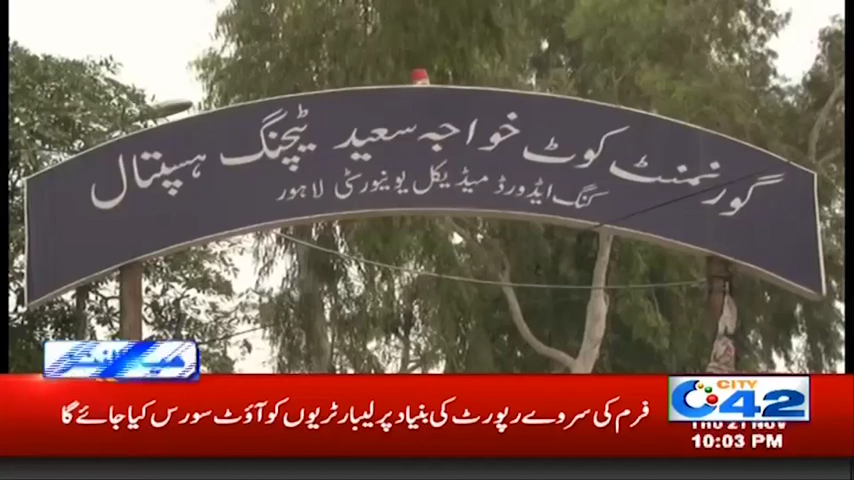 گورنمنٹ کوٹ خواجہ سعید ٹیچنگ ہسپتال
کنگ ایڈورڈ میڈیکل یونیورسٹی لاہور
فرم کی سروے رپورٹ کی بنیاد پر لیبارٹریوں کو آؤٹ سورس کیا جائے گا
CITY
42
THU 21 NOV
10:03 PM